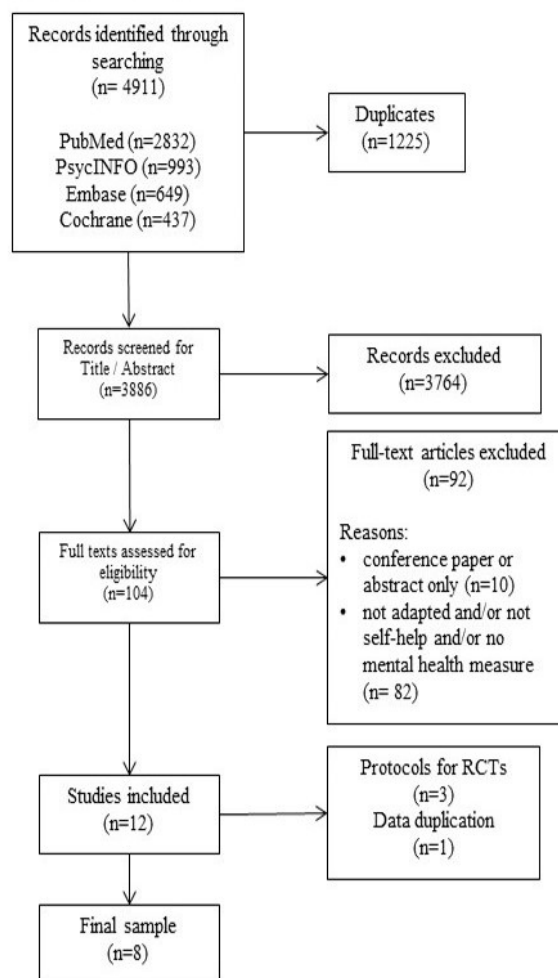 Records identified through
searching
(n= 4911)
PubMed (n=2832)
PsycINFO (n=993)
Embase (n=649)
Cochrane (n=437)
Duplicates
(n=1225)
Records screened for
Title / Abstract
(n=3886)
Records excluded
(n=3764)
Full-text articles excluded
(n=92)
Reasons:
• conference paper or
abstract only (n=10)
• not adapted and/or not
self-help and/or no
mental health measure
(n= 82)
Full texts assessed for
eligibility
(n=104)
Studies included
(n=12)
Protocols for RCTs
(n=3)
Data duplication
(n=1)
Final sample
(n=8)